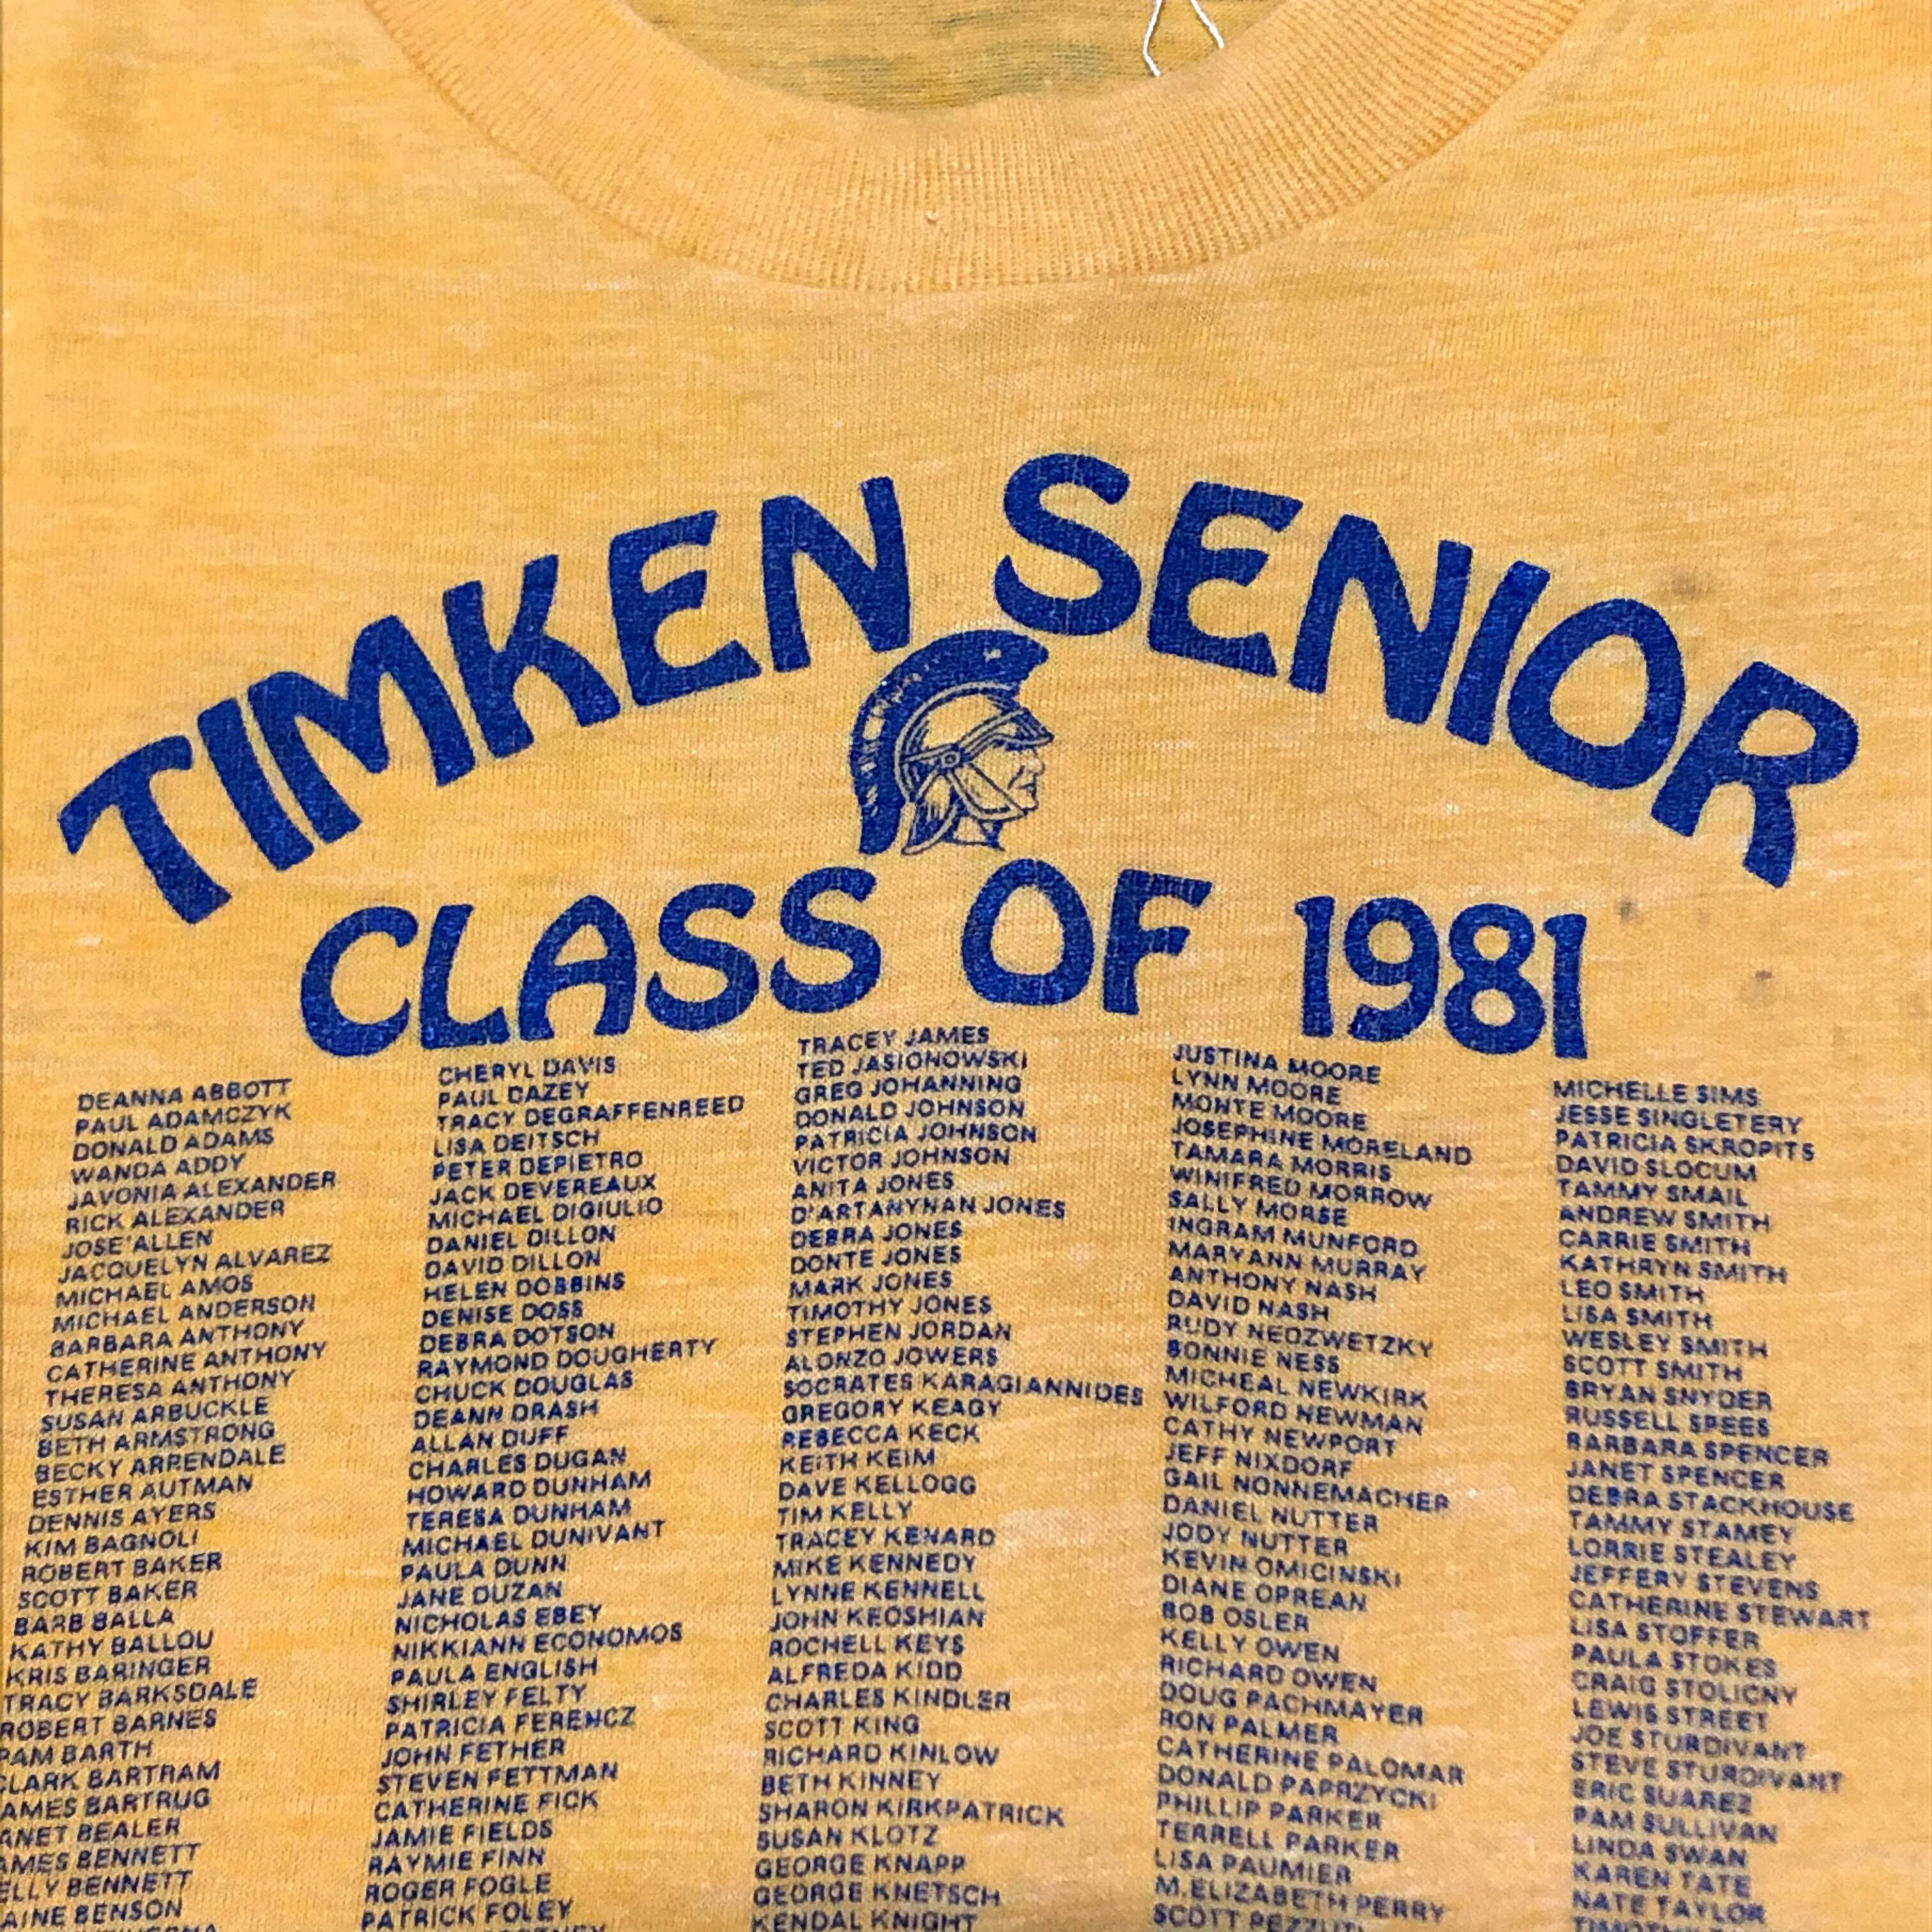 TIMKEN SENIOR
CLASS OF 1981
DEANNA ABBOTT
PAUL ADAMCZYK
DONALD ADAMS
WANDA ADDY
JAVONIA ALEXANDER
RICK ALEXANDER
JOSE' ALLEN
JACQUELYN ALVAREZ
MICHAEL AMOS
MICHAEL ANDERSON
BARBARA ANTHONY
CATHERINE ANTHONY
THERESA ANTHONY
SUSAN ARBUCKLE
BETH ARMSTRONG
BECKY ARRENDALE
ESTHER AUTMAN
DENNIS AYERS
KIM BAGNOLI
ROBERT BAKER
SCOTT BAKER
BARB BALLA
KATHY BALLOU
KRIS BARINGER
TRACY BARKSDALE
ROBERT BARNES
PAM BARTH
CLARK BARTRAM
AMES BARTRUG
ANET BEALER
AMES BENNETT
ELLY BENNETT
AINE BENSON
CHERYL DAVIS
PAUL DAZEY
TRACY DEGRAFFENREED
LISA DEITSCH
PETER DEPIETRO
JACK DEVEREAUX
MICHAEL DIGIULIO
DANIEL DILLON
DAVID DILLON
HELEN DOBBINS
DENISE DOSS
DEBRA DOTSON
RAYMOND DOUGHERTY
CHUCK DOUGLAS
DEANN DRASH
ALLAN DUFF
CHARLES DUGAN
HOWARD DUNHAM
TERESA DUNHAM
MICHAEL DUNIVANT
PAULA DUNN
JANE DUZAN
NICHOLAS EBEY
NIKKIANN ECONOMOS
PAULA ENGLISH
SHIRLEY FELTY
PATRICIA FERENCZ
JOHN FETHER
STEVEN FETTMAN
CATHERINE FICK
JAMIE FIELDS
RAYMIE FINN
ROGER FOGLE
PATRICK FOLEY
TRACEY JAMES
TED JASIONOWSKI
GREG JOHANNING
DONALD JOHNSON
PATRICIA JOHNSON
VICTOR JOHNSON
ANITA JONES
D'ARTANYNAN JONES
DEBRA JONES
DONTE JONES
MARK JONES
TIMOTHY JONES
STEPHEN JORDAN
ALONZO JOWERS
SOCRATES KARAGIANNIDES
GREGORY KEAGY
REBECCA KECK
KEITH KEIM
DAVE KELLOGG
TIM KELLY
TRACEY KENARD
MIKE KENNEDY
LYNNE KENNELL
JOHN KEOSHIAN
ROCHELL KEYS
ALFREDA KIDD
CHARLES KINDLER
SCOTT KING
RICHARD KINLOW
BETH KINNEY
SHARON KIRKPATRICK
SUSAN KLOTZ
GEORGE KNAPP
GEORGE KNETSCH
KENDAL KNIGHT
JUSTINA MOORE
LYNN MOORE
MONTE MOORE
JOSEPHINE MORELAND
TAMARA MORRIS
WINIFRED MORROW
SALLY MORSE
INGRAM MUNFORD
MARYANN MURRAY
ANTHONY NASH
DAVID NASH
RUDY NEDZWETZKY
BONNIE NESS
MICHEAL NEWKIRK
WILFORD NEWMAN
CATHY NEWPORT
JEFF NIXDORF
GAIL NONNEMACHER
DANIEL NUTTER
JODY NUTTER
KEVIN OMICINSKI
DIANE OPREAN
BOB OSLER
KELLY OWEN
RICHARD OWEN
DOUG PACHMAYER
RON PALMER
CATHERINE PALOMAR
DONALD PAPRZYCKI
PHILLIP PARKER
TERRELL PARKER
LISA PAUMIER
M.ELIZABETH PERRY
SCOTT PEZZUTI
MICHELLE SIMS
JESSE SINGLETERY
PATRICIA SKROPITS
DAVID SLOCUM
TAMMY SMAIL
ANDREW SMITH
CARRIE SMITH
KATHRYN SMITH
LEO SMITH
LISA SMITH
WESLEY SMITH
SCOTT SMITH
BRYAN SNYDER
RUSSELL SPEES
BARBARA SPENCER
JANET SPENCER
DEBRA STACKHOUSE
TAMMY STAMEY
LORRIE STEALEY
JEFFERY STEVENS
CATHERINE STEWART
LISA STOFFER
PAULA STOKES
CRAIG STOLICNY
LEWIS STREET
JOE STURDIVANT
STEVE STURDIVANT
ERIC SUAREZ
PAM SULLIVAN
LINDA SWAN
KAREN TATE
NATE TAYLOR